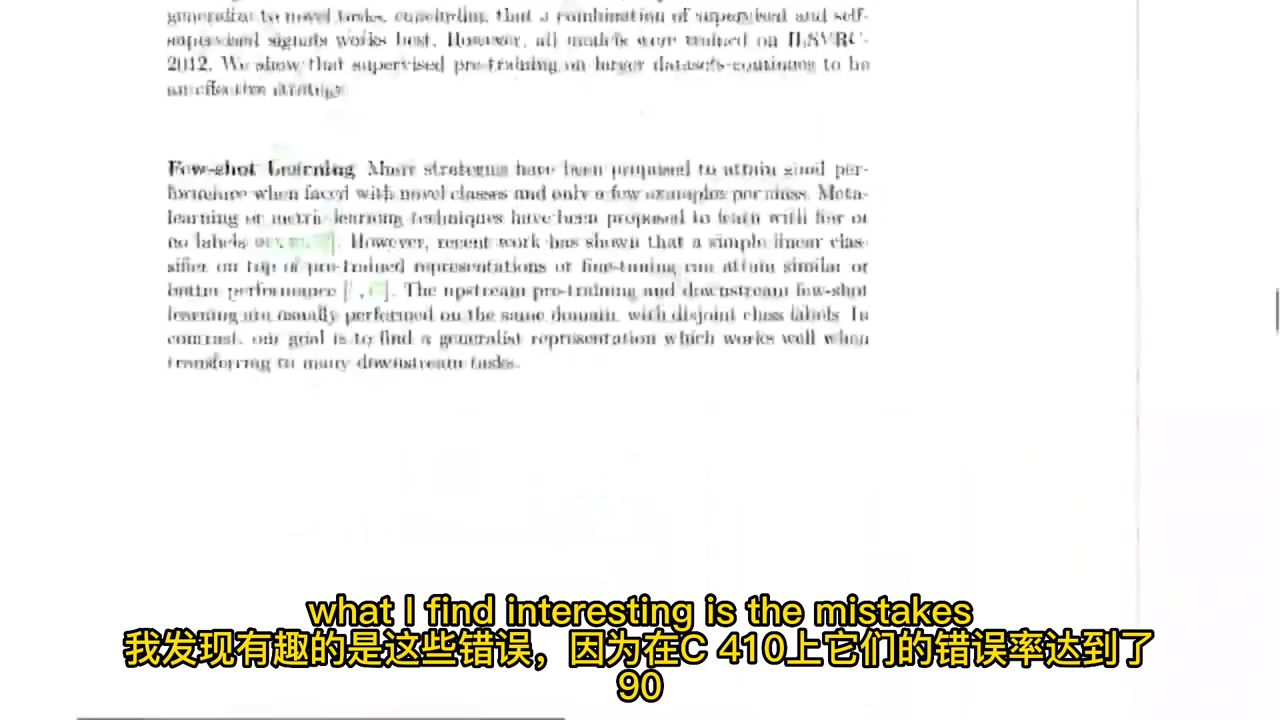 generalize to novel tasks, concluding that a combination of supervised and self-
supervised signals works best. However, all models were trained on ILSVRC-
2012. We show that supervised pre-training on larger datasets continues to be
an effective strategy.
Few-shot Learning Many strategies have been proposed to attain good per-
formance when faced with novel classes and only a few examples per class. Meta-
learning or metric learning techniques have been proposed to learn with few or
no labels. However, recent work has shown that a simple linear clas-
sifier on top of pre-trained representations or fine-tuning can attain similar or
better performance. The upstream pre-training and downstream few-shot
learning are usually performed on the same domain, with disjoint class labels. In
contrast, our goal is to find a generalist representation which works well when
transferring to many downstream tasks.
what I find interesting is the mistakes
我发现有趣的是这些错误，因为在C 410上它们的错误率达到了
90